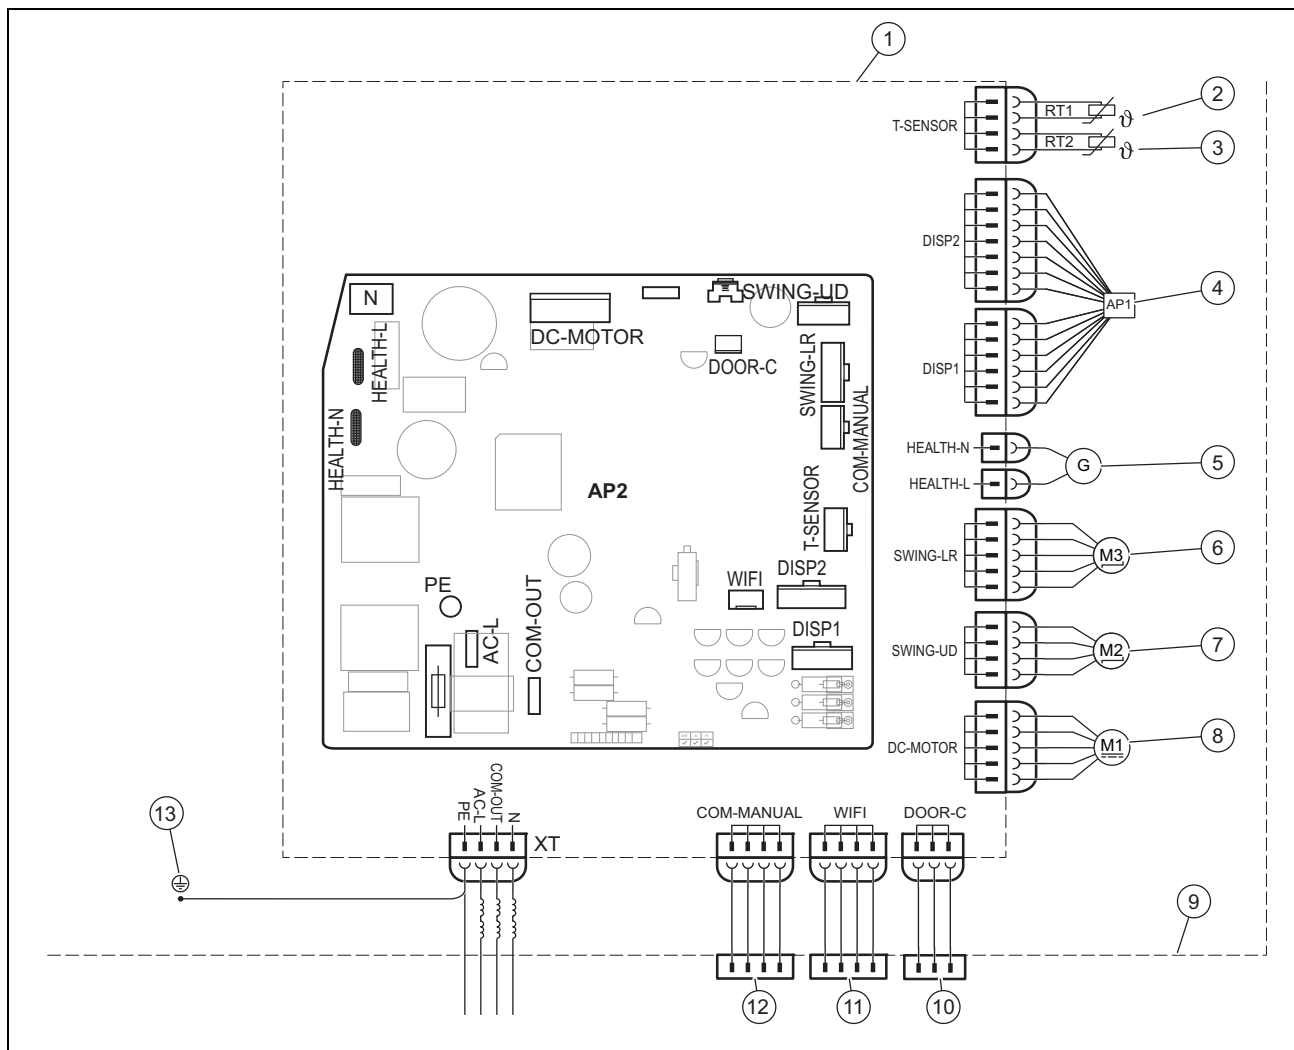 1
2
T-SENSOR
RT1
ϑ
RT2
ϑ
3
DISP2
AP1
4
DISP1
HEALTH-N
G
5
HEALTH-L
SWING-LR
M3
6
SWING-UD
M2
7
DC-MOTOR
M1
8
N
HEALTH-L
HEALTH-N
DC-MOTOR
SWING-UD
DOOR-C
SWING-LR
COM-MANUAL
AP2
T-SENSOR
WIFI
DISP2
DISP1
PE
AC-L
COM-OUT
PE
AC-L
COM-OUT
N
XT
COM-MANUAL
WIFI
DOOR-C
13
9
12
11
10